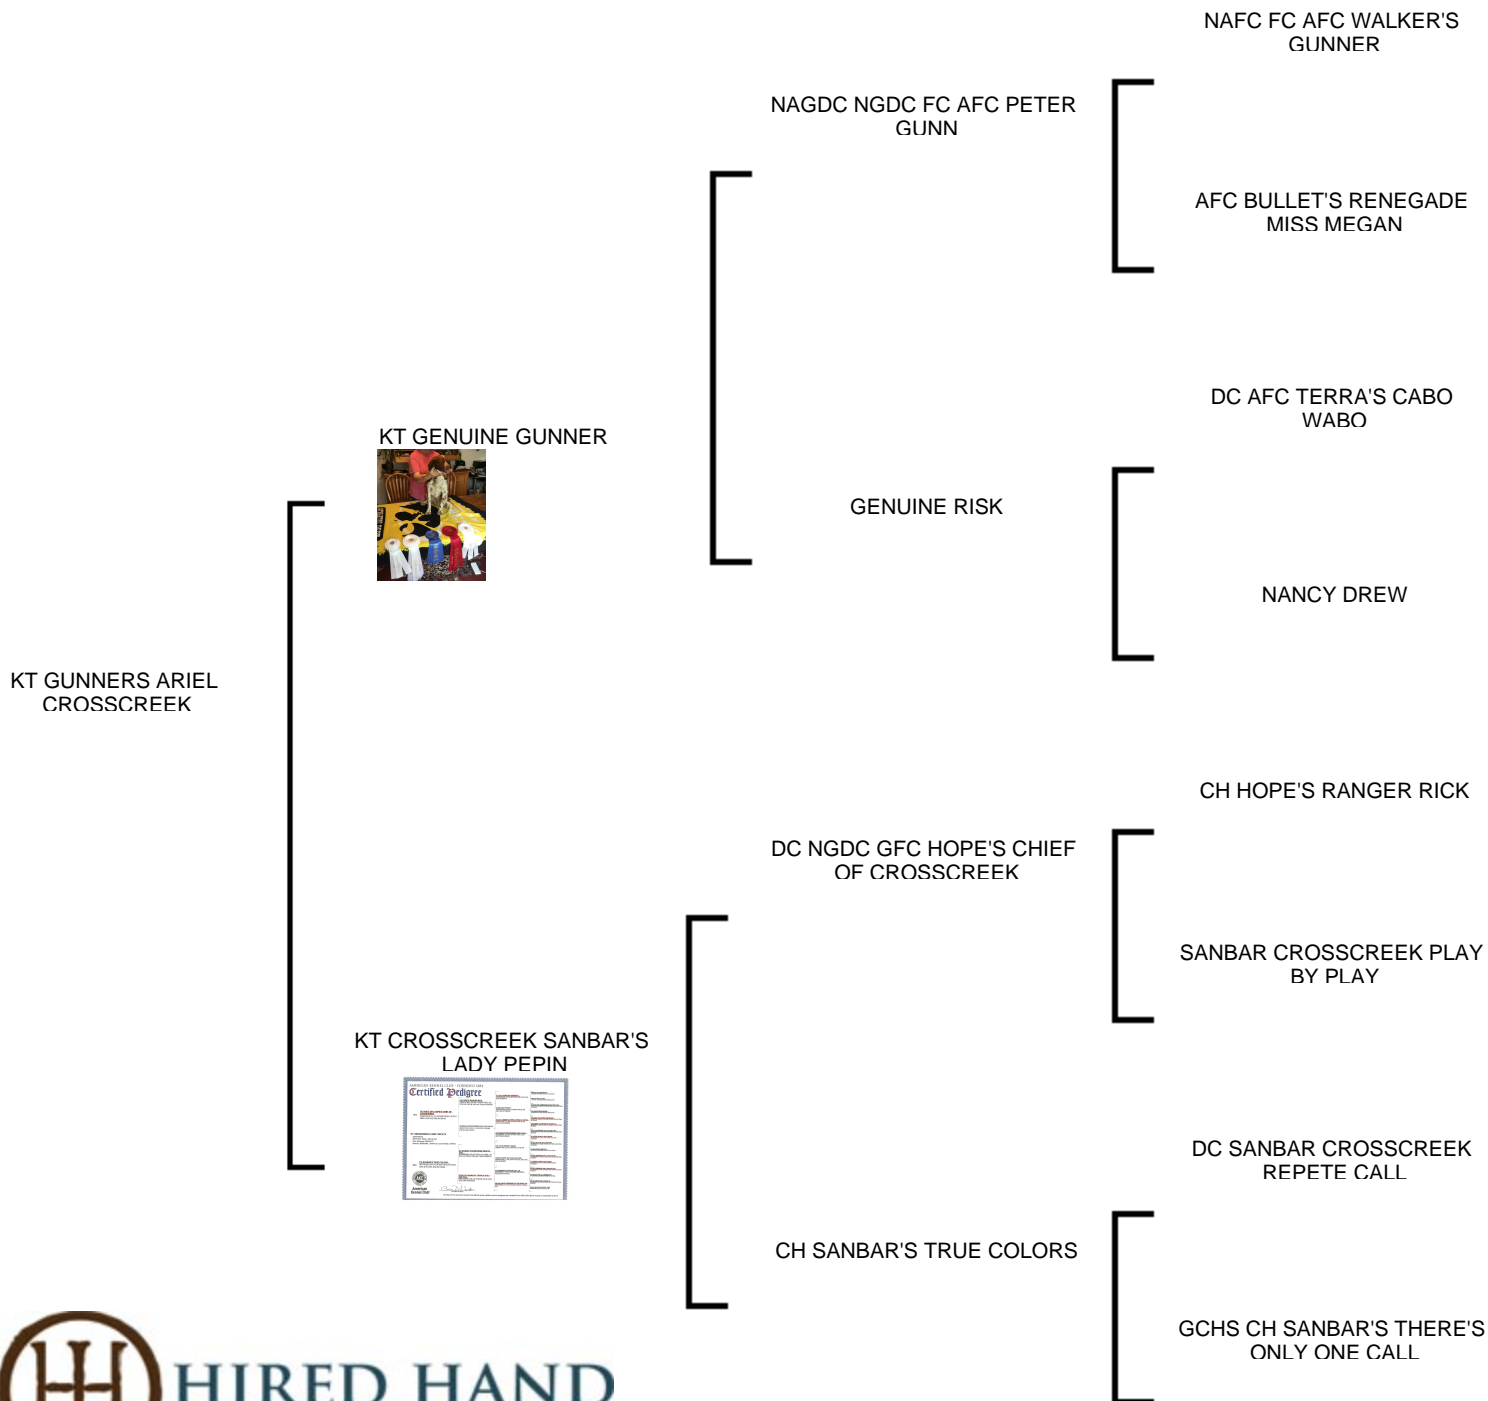 NAFC FC AFC WALKER'S
GUNNER
NAGDC NGDC FC AFC PETER
GUNN
AFC BULLET'S RENEGADE
MISS MEGAN
DC AFC TERRA'S CABO
WABO
KT GENUINE GUNNER
GENUINE RISK
NANCY DREW
KT GUNNERS ARIEL
CROSSCREEK
CH HOPE'S RANGER RICK
DC NGDC GFC HOPE'S CHIEF
OF CROSSCREEK
SANBAR CROSSCREEK PLAY
BY PLAY
KT CROSSCREEK SANBAR'S
LADY PEPIN
Certified Pedigree
American
Kennel Club
DC SANBAR CROSSCREEK
REPETE CALL
CH SANBAR'S TRUE COLORS
GCHS CH SANBAR'S THERE'S
ONLY ONE CALL
HIRED HAND